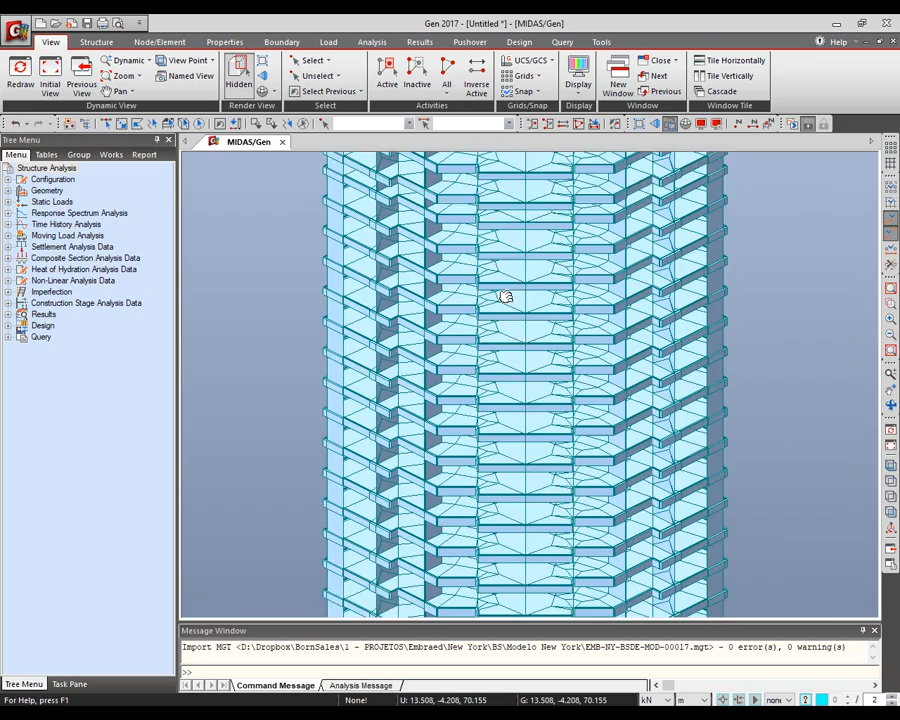 Gen 2017 - [Untitled *] - [MIDAS/Gen]
View Structure Node/Element Properties Boundary Load Analysis Results Pushover Design Query Tools Help
Redraw
Initial View
Previous View
Dynamic
Zoom
Pan
View Point
Named View
Dynamic View
Hidden
Render View
Select
Unselect
Select Previous
Select
Active
Inactive
All
Inverse Active
Activities
UCS/GCS
Grids
Snap
Grids/Snap
Display
Display
New Window
Close
Next
Previous
Window
Tile Horizontally
Tile Vertically
Cascade
Window Tile
Tree Menu
MIDAS/Gen
Menu Tables Group Works Report
Structure Analysis
Configuration
Geometry
Static Loads
Response Spectrum Analysis
Time History Analysis
Moving Load Analysis
Settlement Analysis Data
Composite Section Analysis Data
Heat of Hydration Analysis Data
Non-Linear Analysis Data
Imperfection
Construction Stage Analysis Data
Results
Design
Query
Message Window
Import MGT <D:\Dropbox\BornSales\1 - PROJETOS\Embraed\New York\BS\Modelo New York\EMB-NY-BSDE-MOD-00017.mgt> - 0 error(s), 0 warning(s)
>>
Tree Menu Task Pane
Command Message Analysis Message
For Help, press F1 None! U: 13.508, -4.208, 70.155 G: 13.508, -4.208, 70.155 kN m non ? / 2